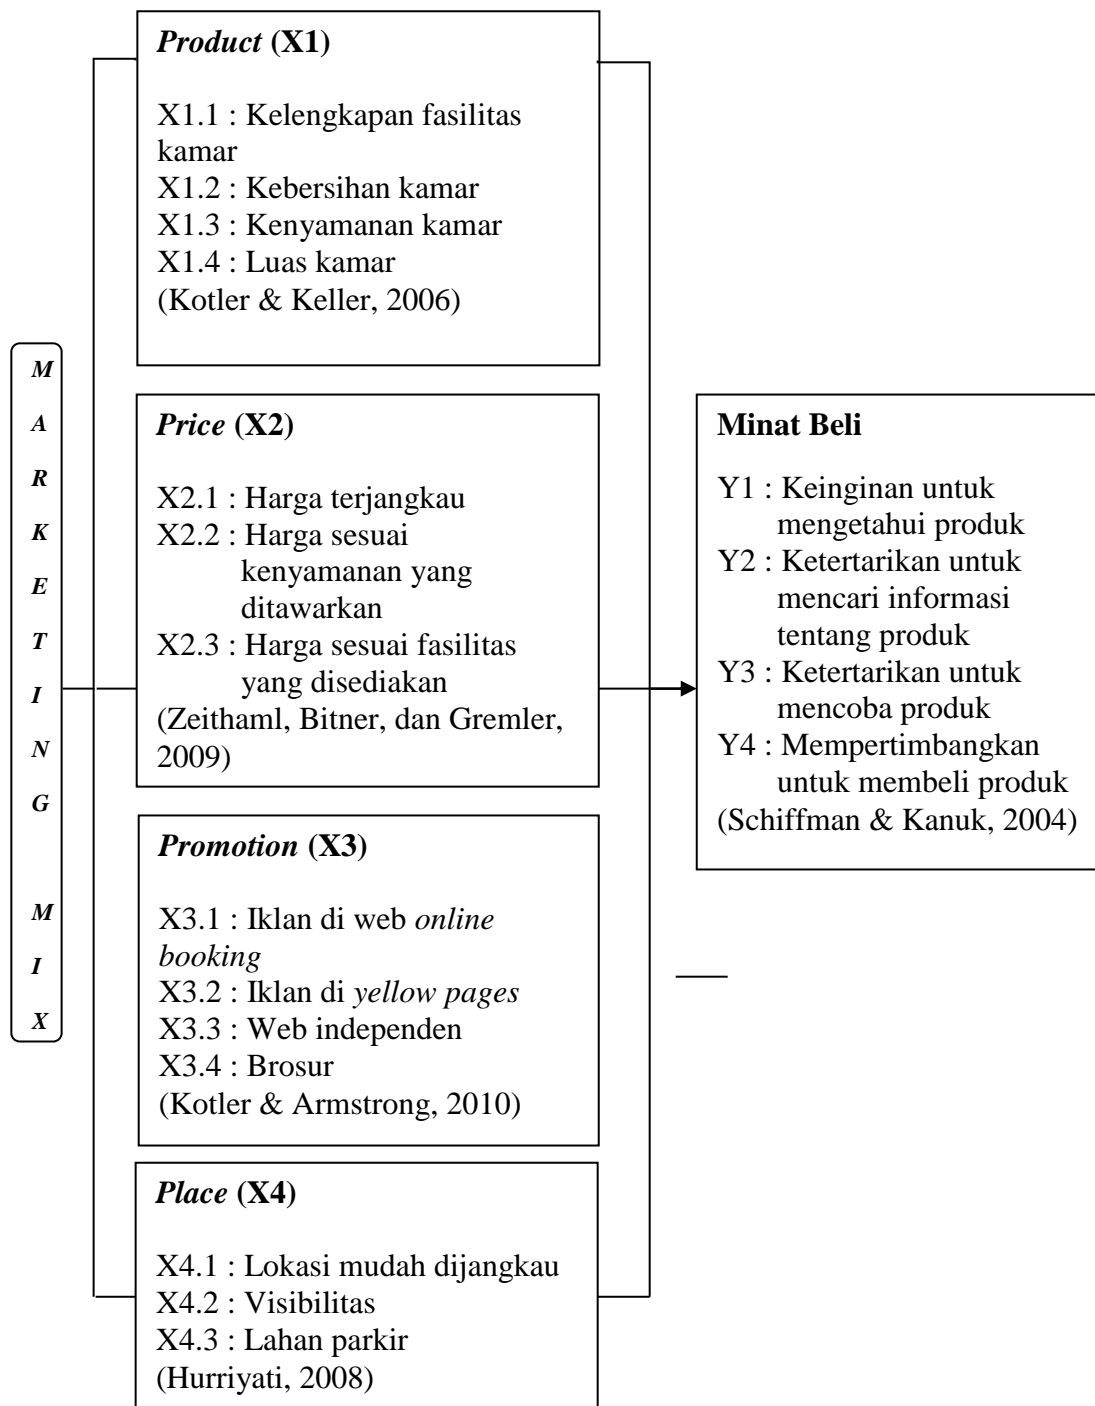 Product (X1)
X1.1 : Kelengkapan fasilitas
kamar
X1.2 : Kebersihan kamar
X1.3 : Kenyamanan kamar
X1.4 : Luas kamar
(Kotler & Keller, 2006)
M
A
R
K
E
T
I
N
G
M
I
X
Price (X2)
X2.1 : Harga terjangkau
X2.2 : Harga sesuai
kenyamanan yang
ditawarkan
X2.3 : Harga sesuai fasilitas
yang disediakan
(Zeithaml, Bitner, dan Gremler,
2009)
Promotion (X3)
X3.1 : Iklan di web online
booking
X3.2 : Iklan di yellow pages
X3.3 : Web independen
X3.4 : Brosur
(Kotler & Armstrong, 2010)
Place (X4)
X4.1 : Lokasi mudah dijangkau
X4.2 : Visibilitas
X4.3 : Lahan parkir
(Hurriyati, 2008)
Minat Beli
Y1 : Keinginan untuk
mengetahui produk
Y2 : Ketertarikan untuk
mencari informasi
tentang produk
Y3 : Ketertarikan untuk
mencoba produk
Y4 : Mempertimbangkan
untuk membeli produk
(Schiffman & Kanuk, 2004)